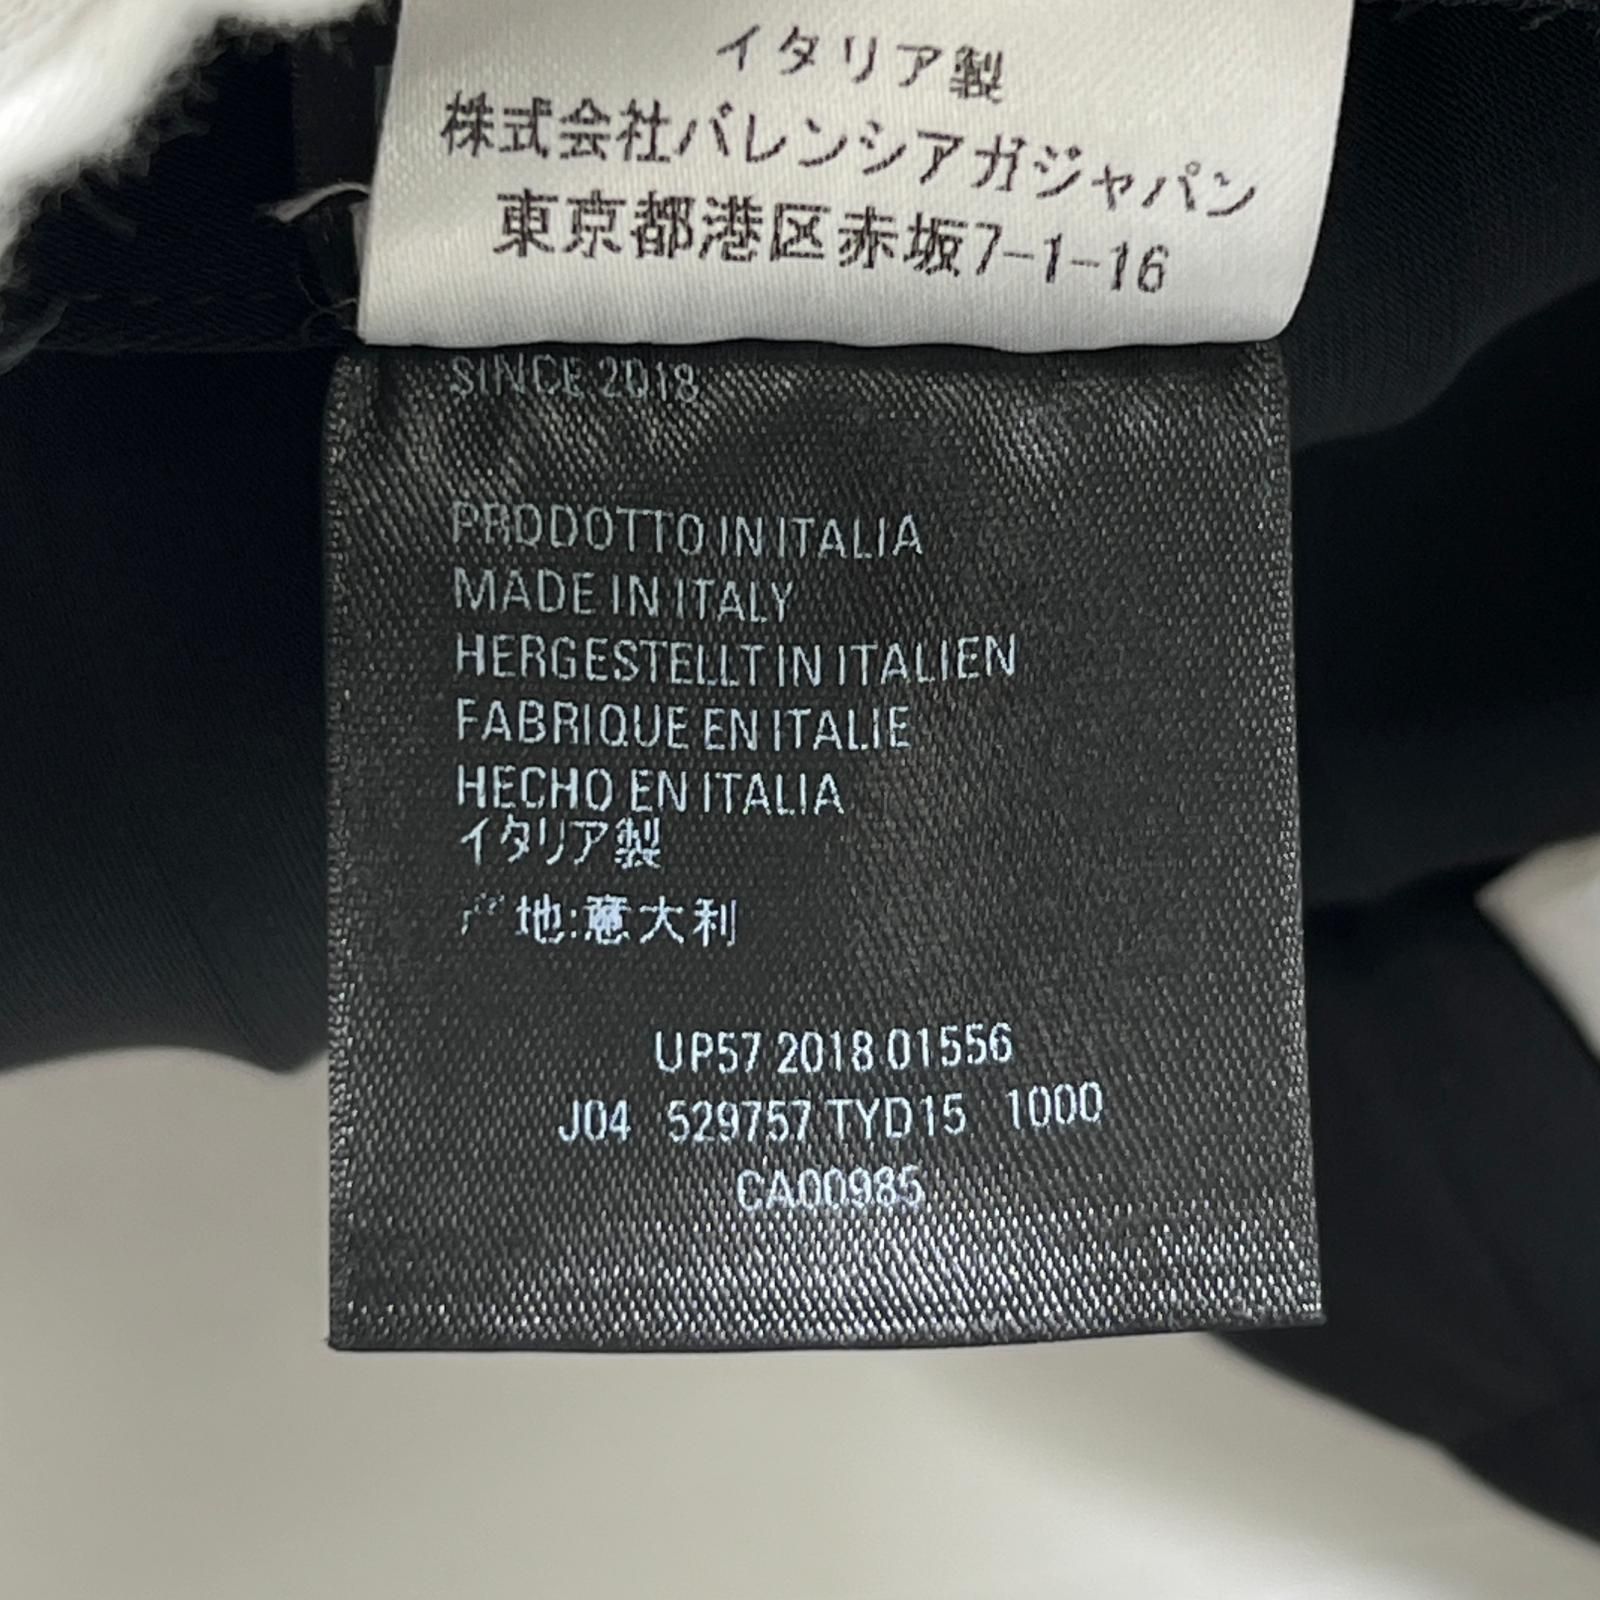 イタリア製
株式会社バレンシアガジャパン
東京都港区赤坂7-1-16
SINCE 2018
PRODOTTO IN ITALIA
MADE IN ITALY
HERGESTELLT IN ITALIEN
FABRIQUE EN ITALIE
HECHO EN ITALIA
イタリア製
地:意大利
UP57 2018 01556
J04 529757 TYD15 1000
CA00985